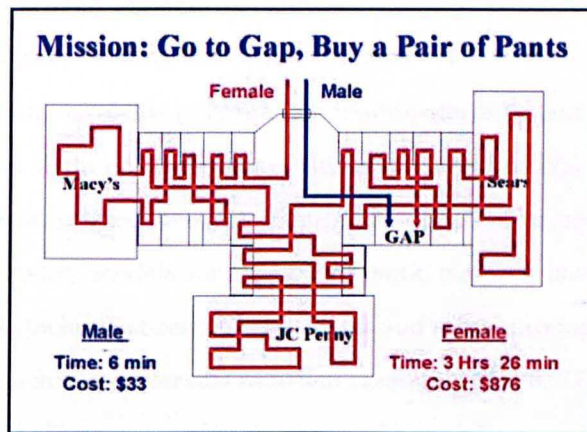 Mission: Go to Gap, Buy a Pair of Pants
Female
Male
Macy's
Sears
GAP
JC Penny
Male
Time: 6 min
Cost: $33
Female
Time: 3 Hrs 26 min
Cost: $876